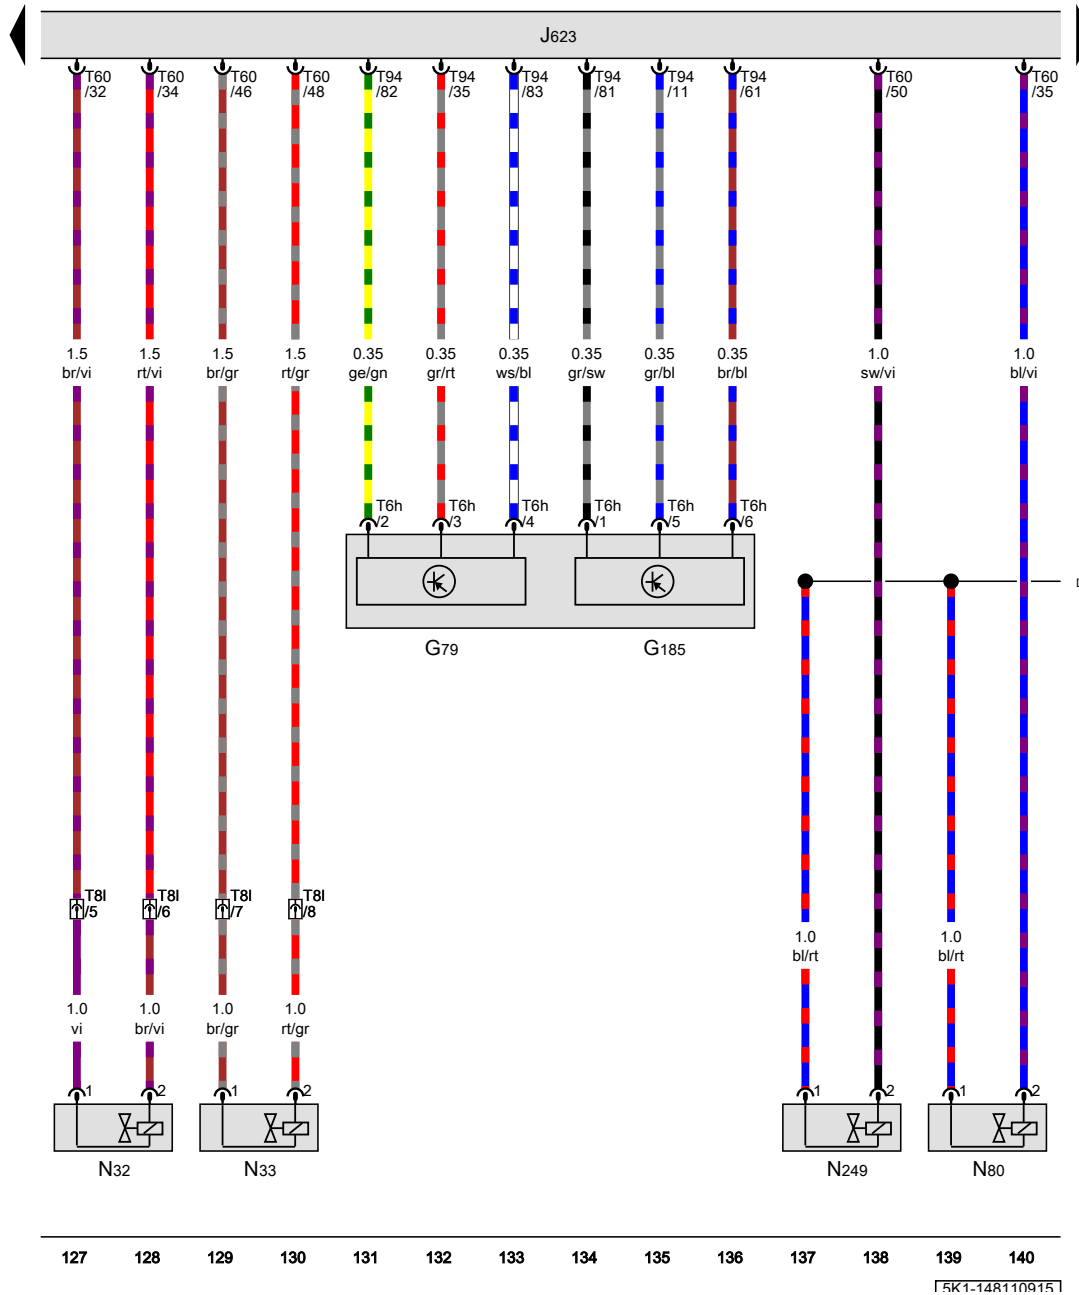 J623
T60 T60 T60 T60 T94 T94 T94 T94 T94 T94 T60 T60
/32 /34 /46 /48 /82 /35 /83 /81 /11 /61 /50 /35
1.5 1.5 1.5 1.5 0.35 0.35 0.35 0.35 0.35 0.35 1.0 1.0
br/vi rt/vi br/gr rt/gr ge/gn gr/rt ws/bl gr/sw gr/bl br/bl sw/vi bl/vi
T6h T6h T6h T6h T6h T6h
/2 /3 /4 /1 /5 /6
G79 G185
T8l T8l T8l T8l
/5 /6 /7 /8
1.0 1.0
bl/rt bl/rt
1.0 1.0 1.0 1.0
vi br/vi br/gr rt/gr
1 2 1 2 1 2 1 2
N32 N33 N249 N80
127 128 129 130 131 132 133 134 135 136 137 138 139 140
5K1-148110915